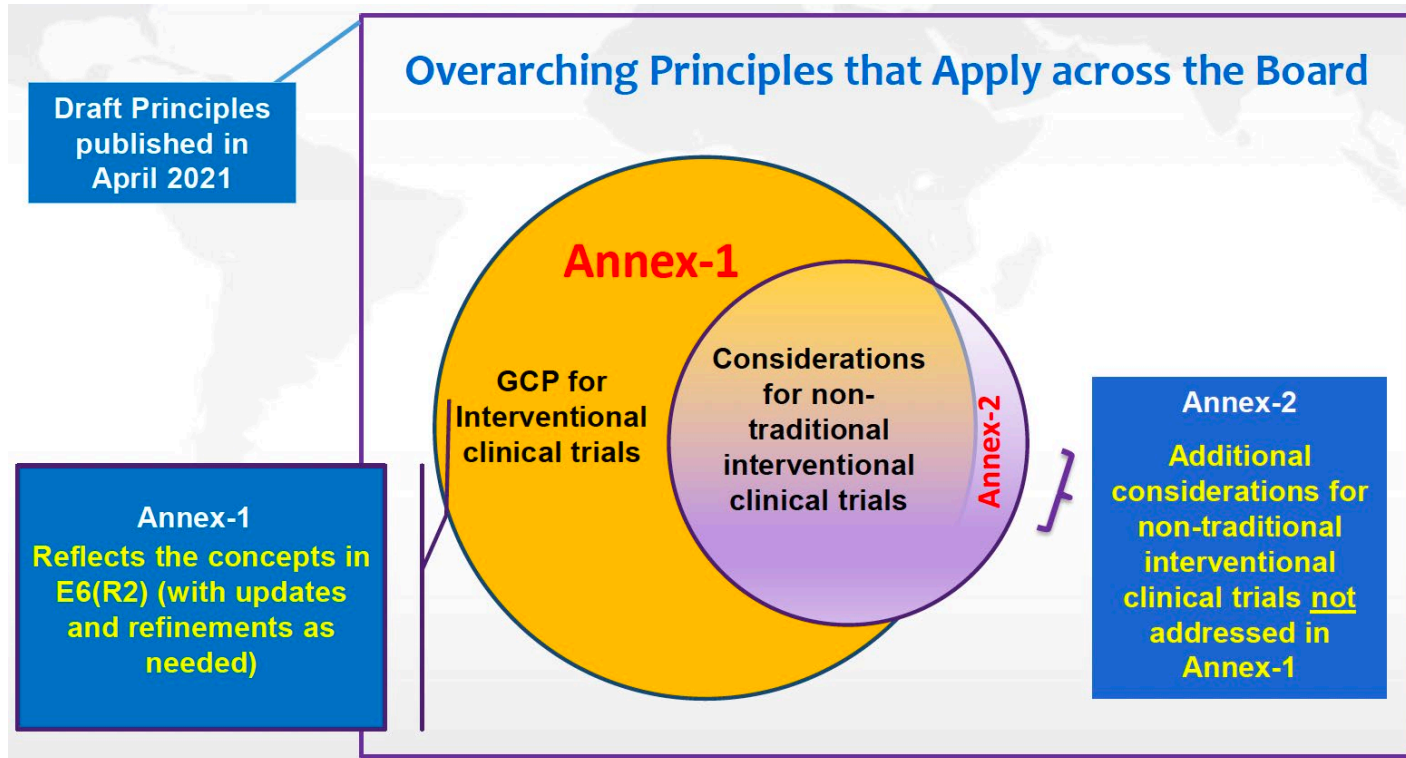 Overarching Principles that Apply across the Board
Draft Principles
published in
April 2021
Annex-1
GCP for
Interventional
clinical trials
Considerations
for non-
traditional
interventional
clinical trials
Annex-2
Annex-1
Reflects the concepts in
E6(R2) (with updates
and refinements as
needed)
Annex-2
Additional
considerations for
non-traditional
interventional
clinical trials not
addressed in
Annex-1